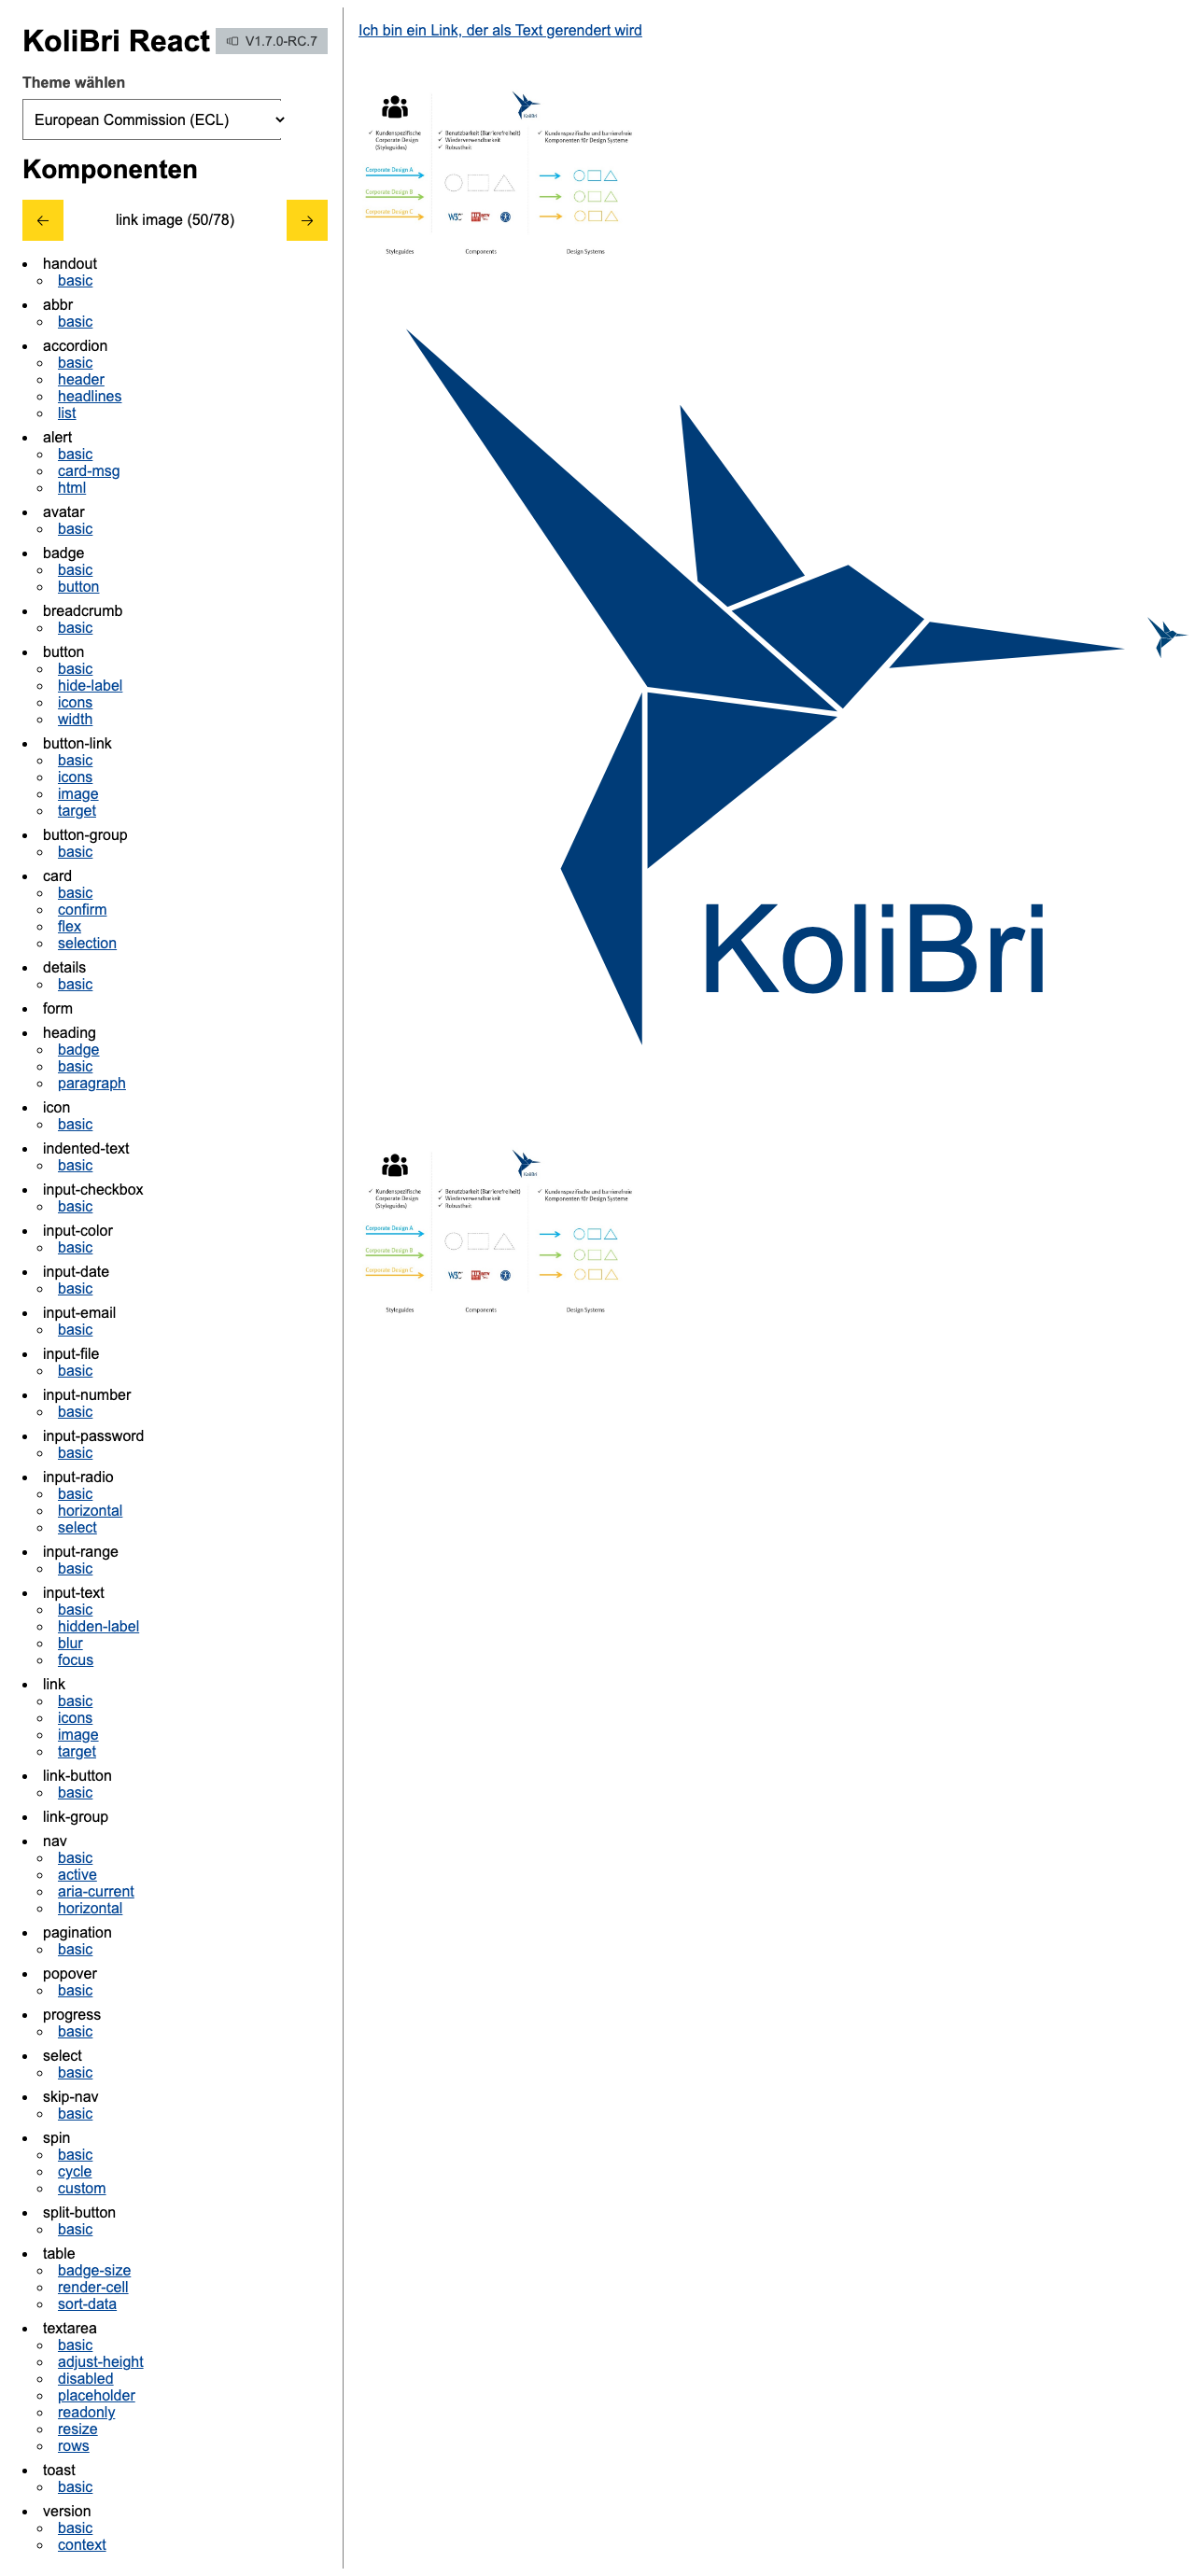 KoliBri React
V1.7.0-RC.7
Theme wählen
European Commission (ECL)
Komponenten
←
link image (50/78)
→
handout
basic
abbr
basic
accordion
basic
header
headlines
list
alert
basic
card-msg
html
avatar
basic
badge
basic
button
breadcrumb
basic
button
basic
hide-label
icons
width
button-link
basic
icons
image
target
button-group
basic
card
basic
confirm
flex
selection
details
basic
form
heading
badge
basic
paragraph
icon
basic
indented-text
basic
input-checkbox
basic
input-color
basic
input-date
basic
input-email
basic
input-file
basic
input-number
basic
input-password
basic
input-radio
basic
horizontal
select
input-range
basic
input-text
basic
hidden-label
blur
focus
link
basic
icons
image
target
link-button
basic
link-group
nav
basic
active
aria-current
horizontal
pagination
basic
popover
basic
progress
basic
select
basic
skip-nav
basic
spin
basic
cycle
custom
split-button
basic
table
badge-size
render-cell
sort-data
textarea
basic
adjust-height
disabled
placeholder
readonly
resize
rows
toast
basic
version
basic
context
Ich bin ein Link, der als Text gerendert wird
✓ Kundenspezifische
Corporate Design
(Styleguides)
✓ Benutzbarkeit (Barrierefreiheit)
✓ Wiederverwendbarkeit
✓ Robustheit
✓ Kundenspezifische und barrierefreie
Komponenten für Design Systeme
Corporate Design A
Corporate Design B
Corporate Design C
Styleguides
Components
Design Systems
KoliBri
✓ Kundenspezifische
Corporate Design
(Styleguides)
✓ Benutzbarkeit (Barrierefreiheit)
✓ Wiederverwendbarkeit
✓ Robustheit
✓ Kundenspezifische und barrierefreie
Komponenten für Design Systeme
Corporate Design A
Corporate Design B
Corporate Design C
Styleguides
Components
Design Systems